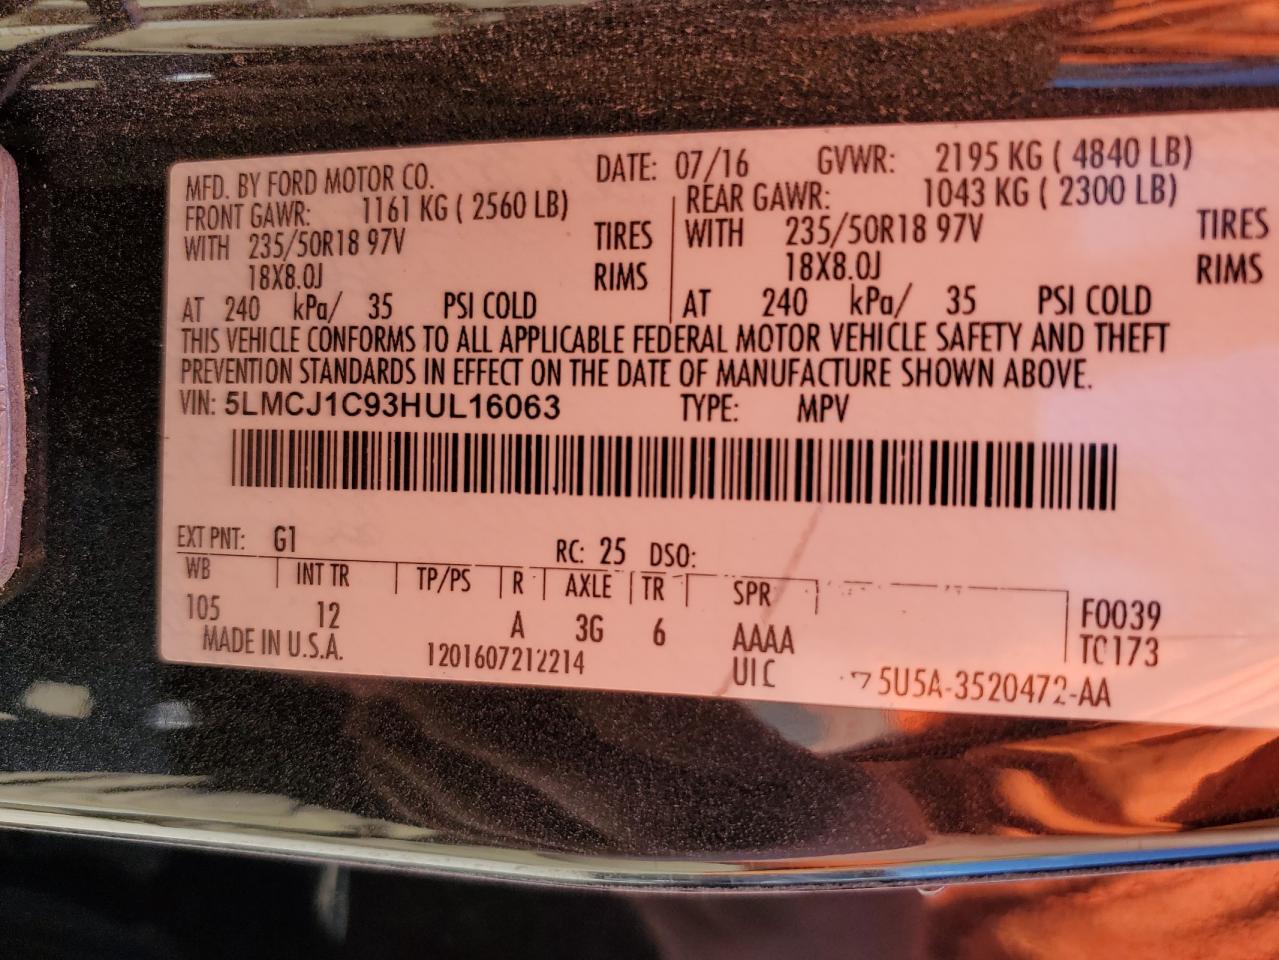 MFD. BY FORD MOTOR CO. DATE: 07/16 GVWR: 2195 KG ( 4840 LB)
FRONT GAWR: 1161 KG ( 2560 LB) REAR GAWR: 1043 KG ( 2300 LB)
WITH 235/50R18 97V TIRES WITH 235/50R18 97V TIRES
18X8.0J RIMS 18X8.0J RIMS
AT 240 kPa/ 35 PSI COLD AT 240 kPa/ 35 PSI COLD
THIS VEHICLE CONFORMS TO ALL APPLICABLE FEDERAL MOTOR VEHICLE SAFETY AND THEFT
PREVENTION STANDARDS IN EFFECT ON THE DATE OF MANUFACTURE SHOWN ABOVE.
VIN: 5LMCJ1C93HUL16063 TYPE: MPV
EXT PNT: G1 RC: 25 DSO:
WB INT TR TP/PS R AXLE TR SPR
105 12 A 3G 6 AAAA F0039
MADE IN U.S.A. 1201607212214 UIC TC173
5U5A-3520472-AA